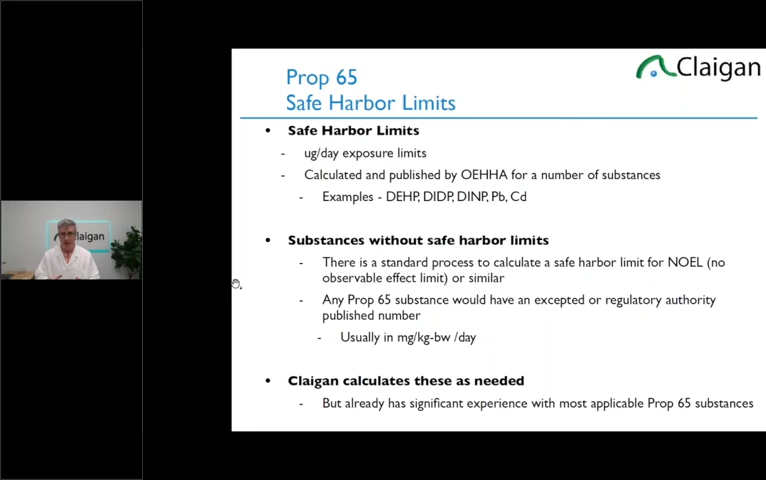 Claigan
Prop 65
Safe Harbor Limits
• Safe Harbor Limits
- ug/day exposure limits
- Calculated and published by OEHHA for a number of substances
- Examples - DEHP, DIDP, DINP, Pb, Cd
• Substances without safe harbor limits
- There is a standard process to calculate a safe harbor limit for NOEL (no
observable effect limit) or similar
- Any Prop 65 substance would have an excepted or regulatory authority
published number
- Usually in mg/kg-bw /day
• Claigan calculates these as needed
- But already has significant experience with most applicable Prop 65 substances
laigan